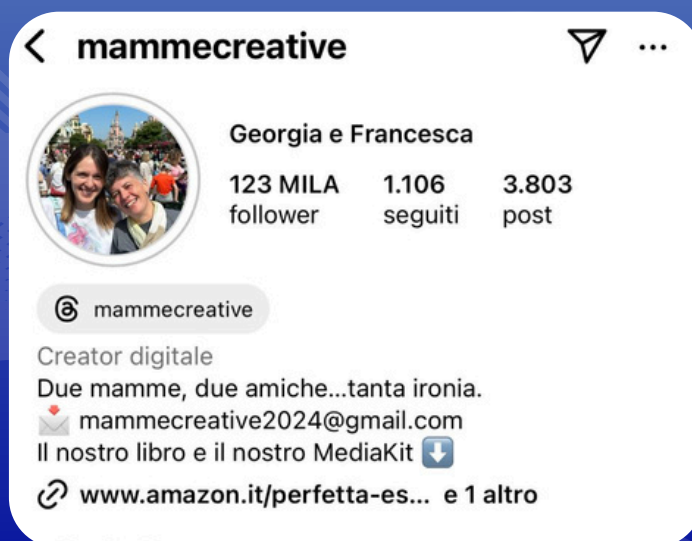 mammecreative
Georgia e Francesca
123 MILA 1.106 3.803
follower seguiti post
mammecreative
Creator digitale
Due mamme, due amiche...tanta ironia.
mammecreative2024@gmail.com
Il nostro libro e il nostro MediaKit
www.amazon.it/perfetta-es... e 1 altro